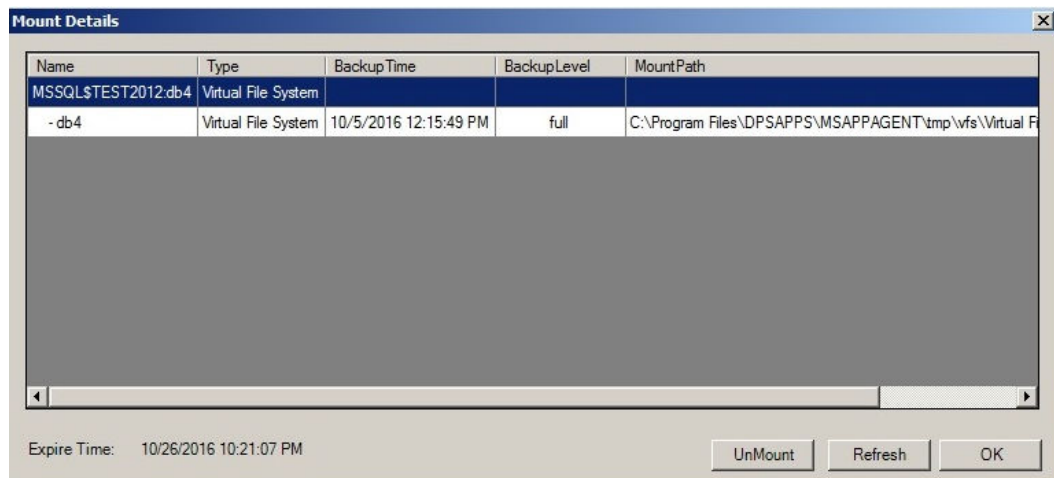 Mount Details
Name Type BackupTime BackupLevel MountPath
MSSQL$TEST2012:db4 Virtual File System
- db4 Virtual File System 10/5/2016 12:15:49 PM full C:\Program Files\DPSAPPS\MSAPPAGENT\tmp\vfs\Virtual Fi
Expire Time: 10/26/2016 10:21:07 PM
UnMount Refresh OK